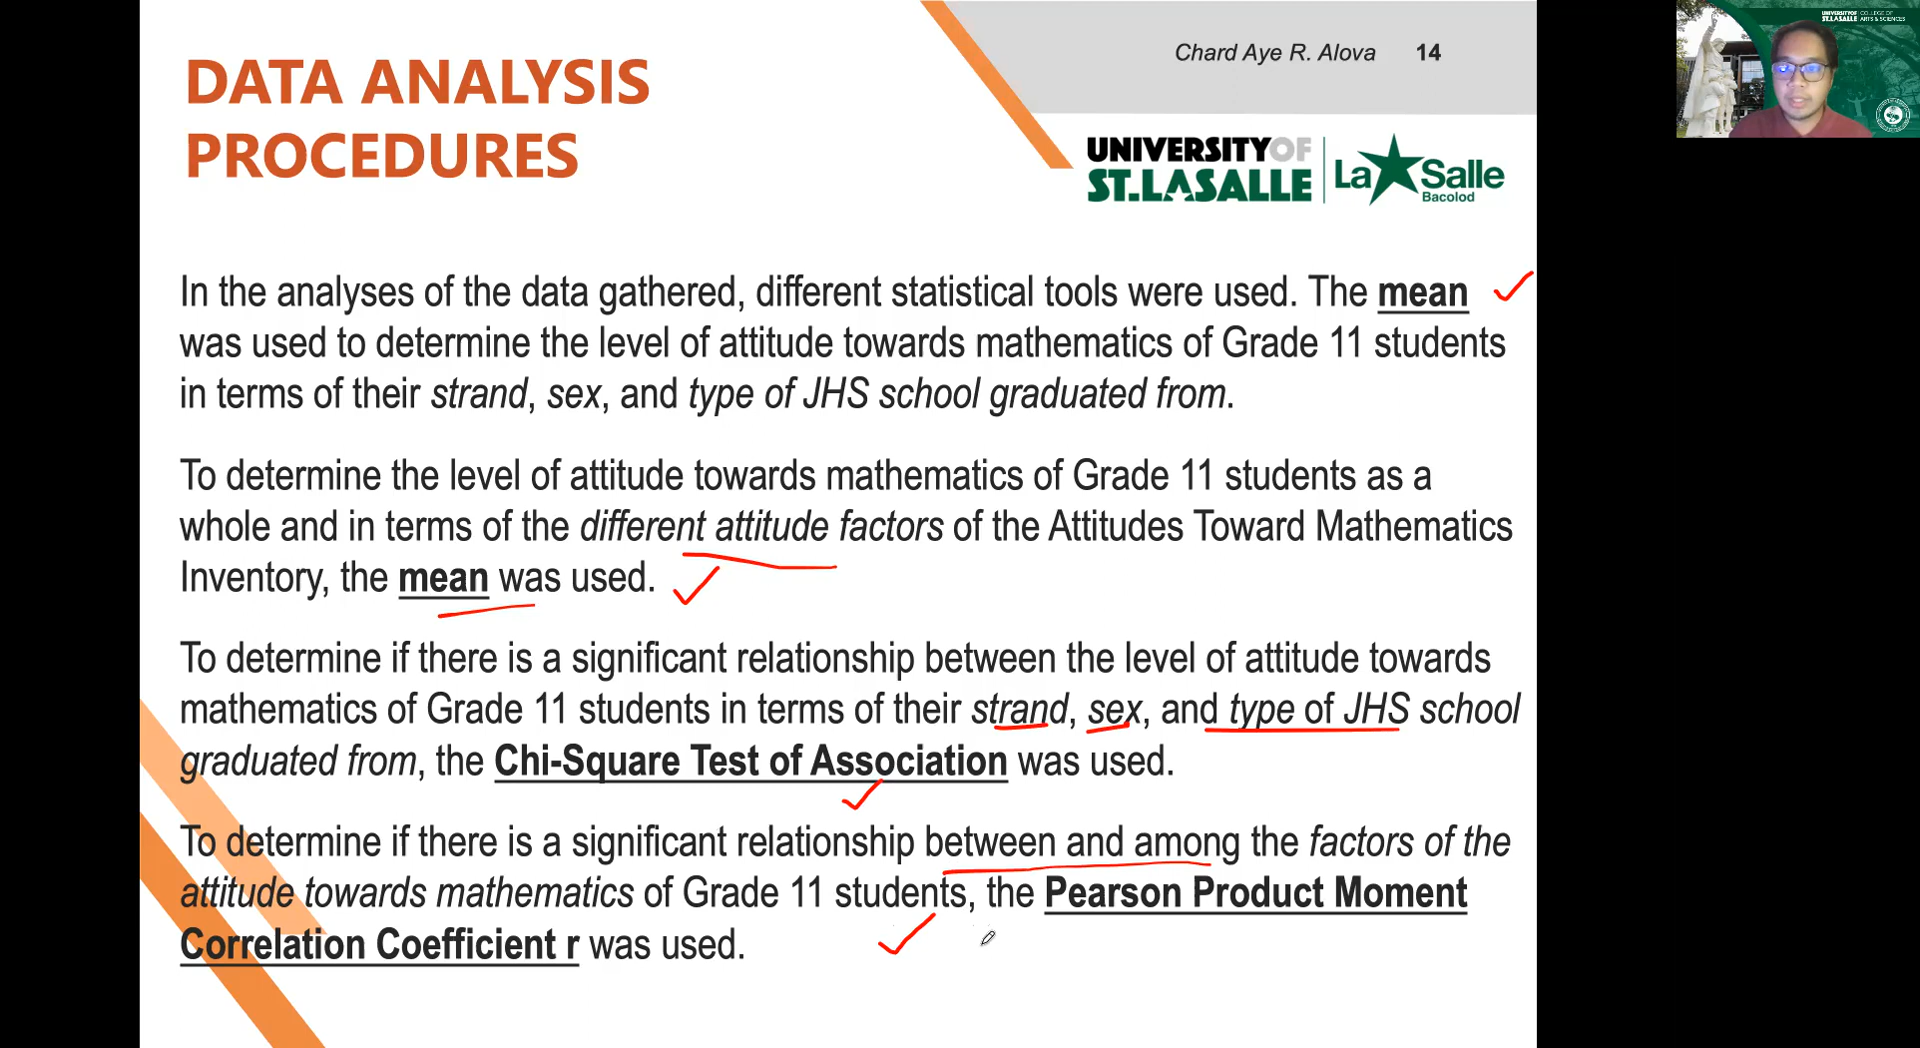 DATA ANALYSIS
PROCEDURES
Chard Aye R. Alova 14
UNIVERSITY OF
ST. LASALLE
La Salle
Bacolod
In the analyses of the data gathered, different statistical tools were used. The mean
was used to determine the level of attitude towards mathematics of Grade 11 students
in terms of their strand, sex, and type of JHS school graduated from.
To determine the level of attitude towards mathematics of Grade 11 students as a
whole and in terms of the different attitude factors of the Attitudes Toward Mathematics
Inventory, the mean was used.
To determine if there is a significant relationship between the level of attitude towards
mathematics of Grade 11 students in terms of their strand, sex, and type of JHS school
graduated from, the Chi-Square Test of Association was used.
To determine if there is a significant relationship between and among the factors of the
attitude towards mathematics of Grade 11 students, the Pearson Product Moment
Correlation Coefficient r was used.
UNIVERSITY OF COLLEGE OF
ST. LASALLE ARTS & SCIENCES